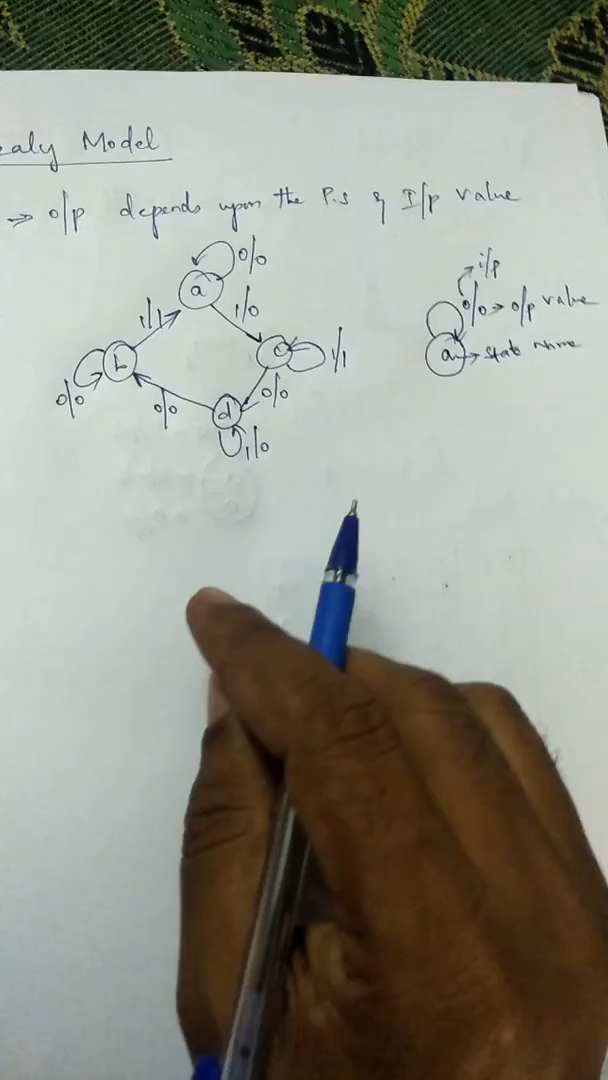 ealy Model
⇒ o/p depends upon the P.s & I/p value
0/0
a
1/0
1/1
b
0/0
c
1/1
0/0
d
0/0
1/0
i/p
0/0 → o/p value
a → state name